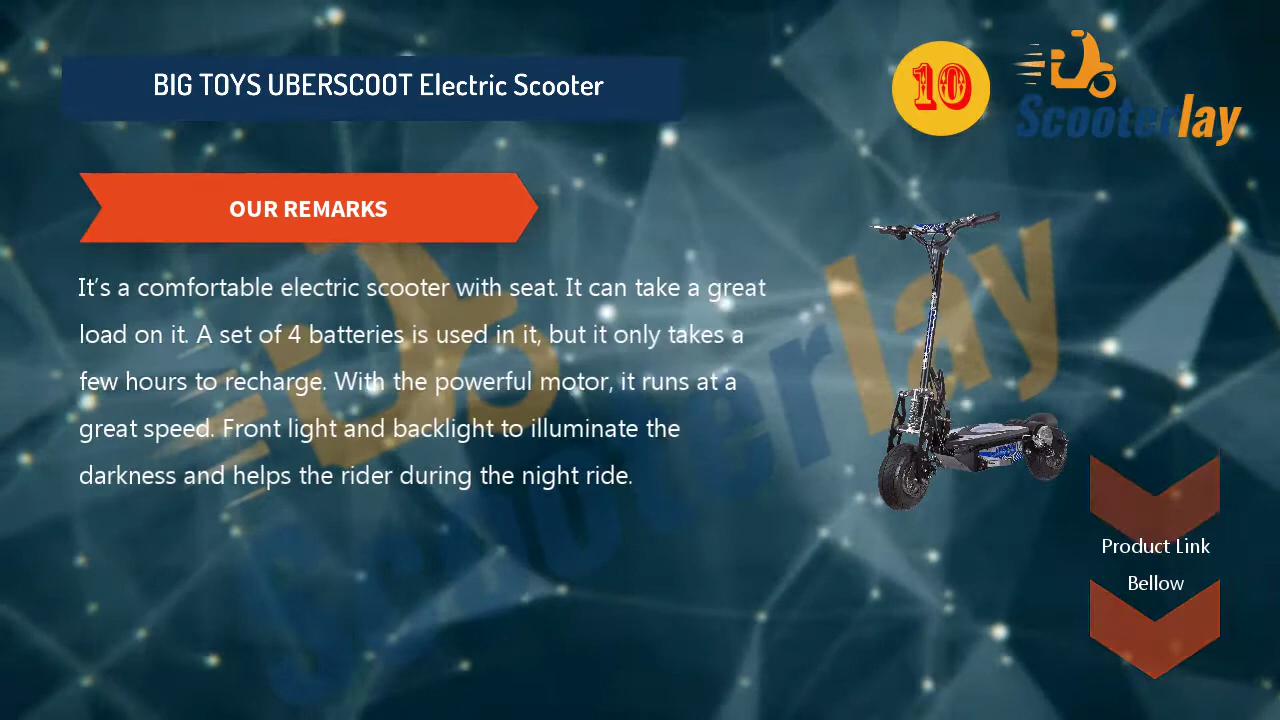 BIG TOYS UBERSCOOT Electric Scooter
10
Scooterlay
OUR REMARKS
It’s a comfortable electric scooter with seat. It can take a great
load on it. A set of 4 batteries is used in it, but it only takes a
few hours to recharge. With the powerful motor, it runs at a
great speed. Front light and backlight to illuminate the
darkness and helps the rider during the night ride.
Scooterlay
Product Link
Bellow